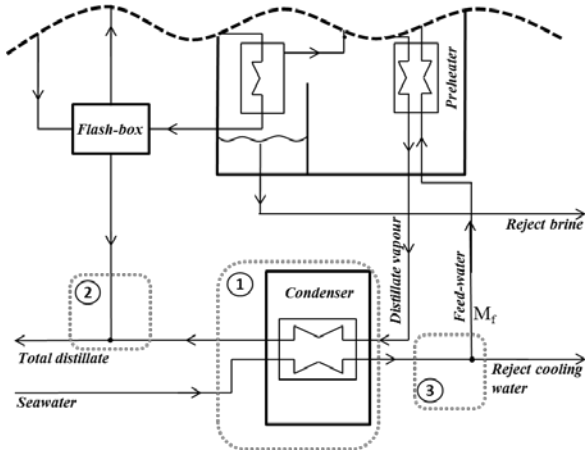 Flash-box
Preheater
Reject brine
1
Condenser
Distillate vapour
Feed-water
2
M_f
3
Total distillate
Reject cooling
water
Seawater